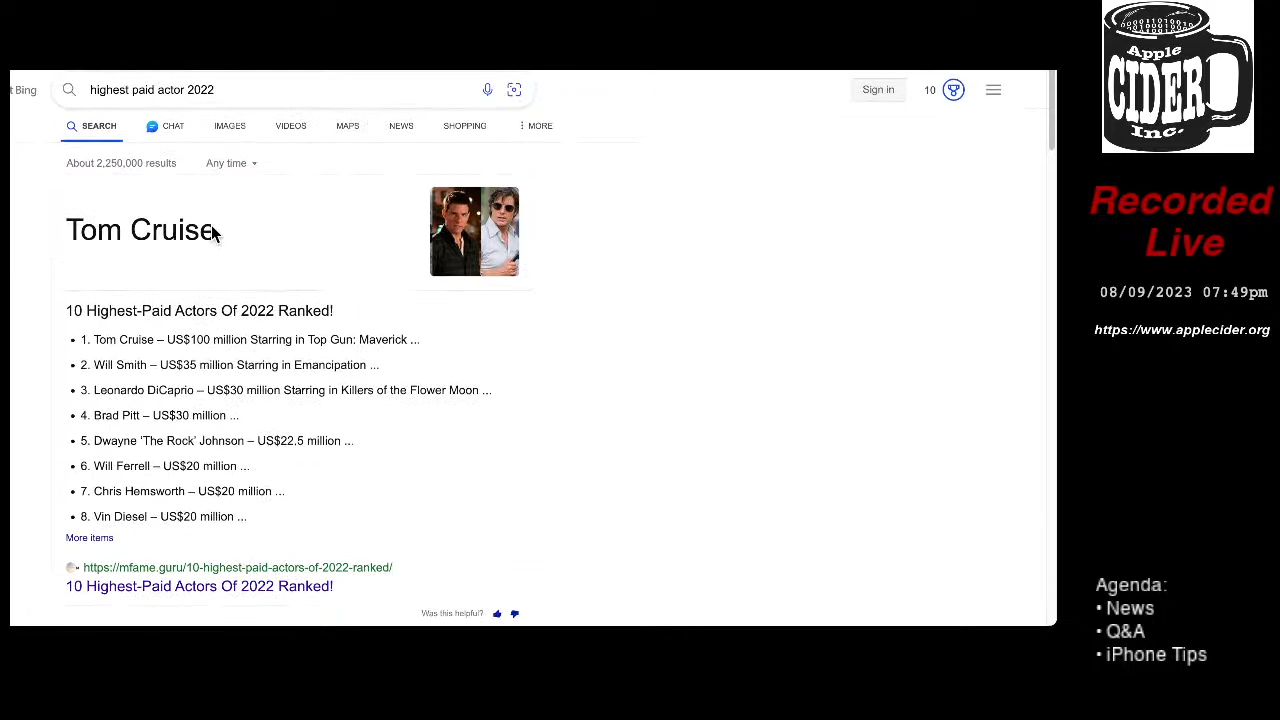 t Bing
highest paid actor 2022
Sign in
10
SEARCH
CHAT
IMAGES
VIDEOS
MAPS
NEWS
SHOPPING
MORE
About 2,250,000 results
Any time
Tom Cruise
10 Highest-Paid Actors Of 2022 Ranked!
• 1. Tom Cruise – US$100 million Starring in Top Gun: Maverick ...
• 2. Will Smith – US$35 million Starring in Emancipation ...
• 3. Leonardo DiCaprio – US$30 million Starring in Killers of the Flower Moon ...
• 4. Brad Pitt – US$30 million ...
• 5. Dwayne ‘The Rock’ Johnson – US$22.5 million ...
• 6. Will Ferrell – US$20 million ...
• 7. Chris Hemsworth – US$20 million ...
• 8. Vin Diesel – US$20 million ...
More items
https://mfame.guru/10-highest-paid-actors-of-2022-ranked/
10 Highest-Paid Actors Of 2022 Ranked!
Was this helpful?
Apple
CIDER
Inc.
Recorded
Live
08/09/2023 07:49pm
https://www.applecider.org
Agenda:
• News
• Q&A
• iPhone Tips